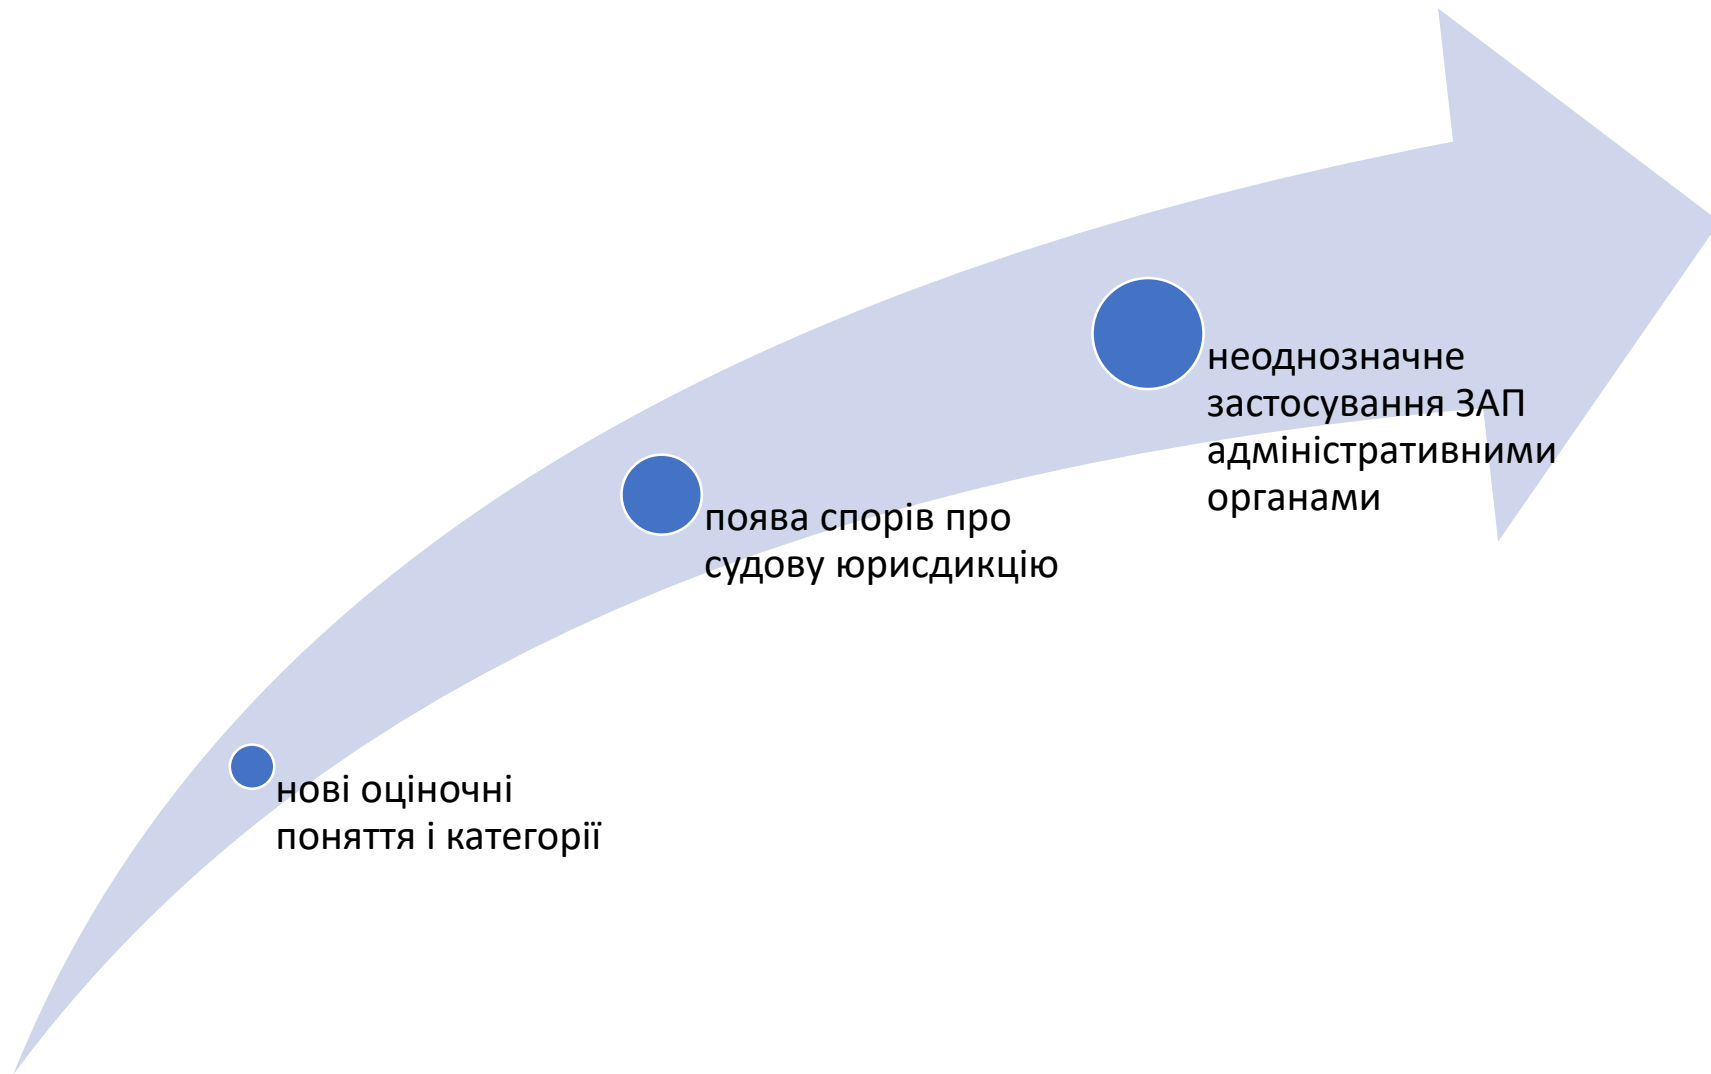 неоднозначне
застосування ЗАП
адміністративними
органами
поява спорів про
судову юрисдикцію
нові оціночні
поняття і категорії